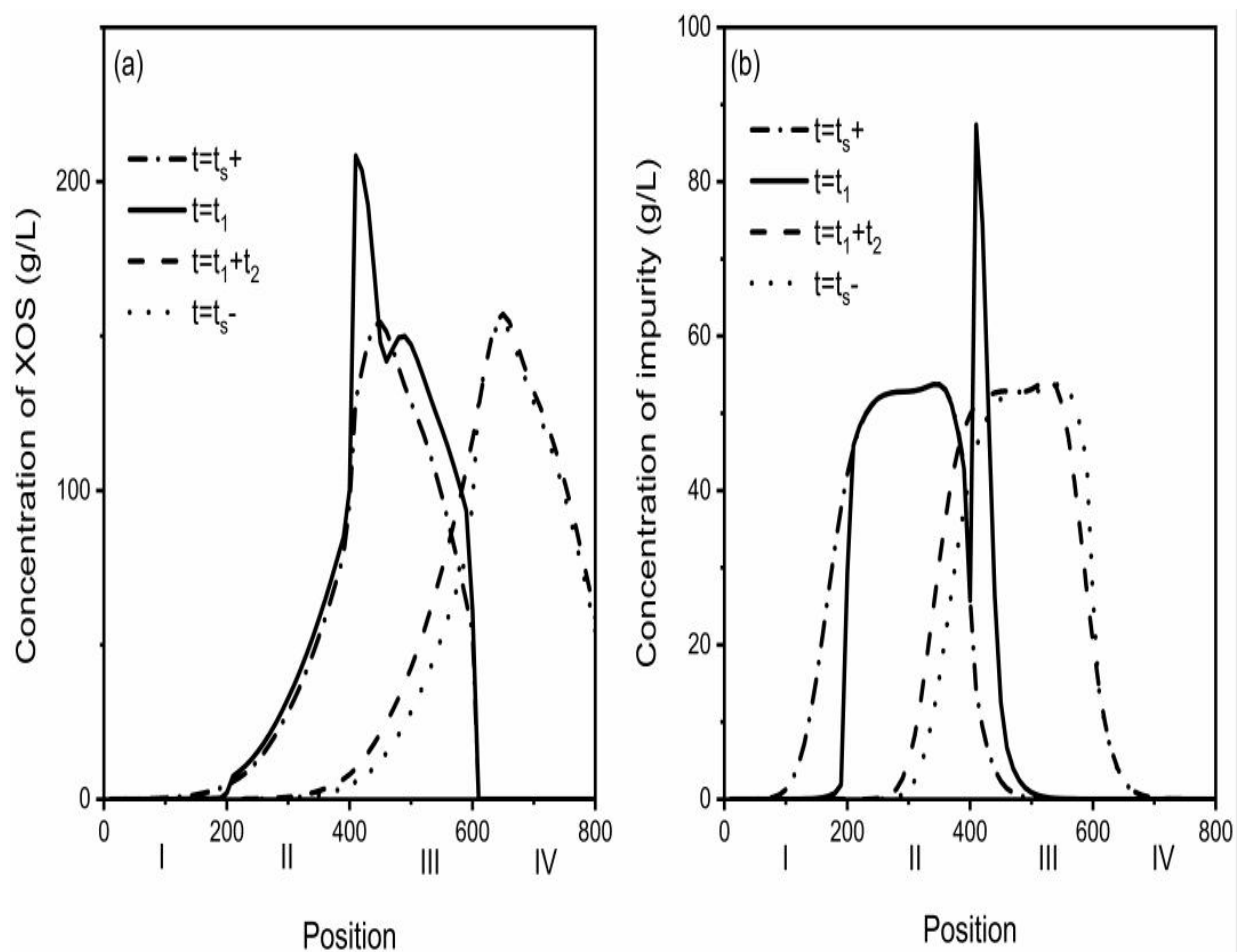 (a)
t=ts+
t=t1
t=t1+t2
t=ts-
Concentration of XOS (g/L)
200
100
0
0 200 400 600 800
I II III IV
Position
(b)
t=ts+
t=t1
t=t1+t2
t=ts-
Concentration of impurity (g/L)
100
80
60
40
20
0
0 200 400 600 800
I II III IV
Position